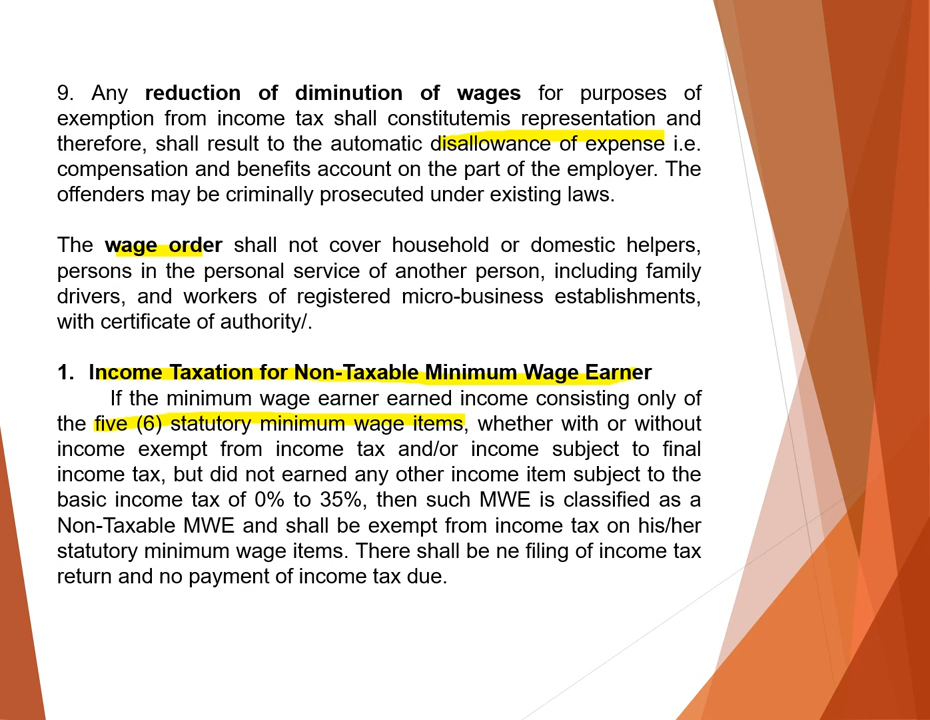 9. Any reduction of diminution of wages for purposes of
exemption from income tax shall constitutemis representation and
therefore, shall result to the automatic disallowance of expense i.e.
compensation and benefits account on the part of the employer. The
offenders may be criminally prosecuted under existing laws.
The wage order shall not cover household or domestic helpers,
persons in the personal service of another person, including family
drivers, and workers of registered micro-business establishments,
with certificate of authority/.
1. Income Taxation for Non-Taxable Minimum Wage Earner
If the minimum wage earner earned income consisting only of
the five (6) statutory minimum wage items, whether with or without
income exempt from income tax and/or income subject to final
income tax, but did not earned any other income item subject to the
basic income tax of 0% to 35%, then such MWE is classified as a
Non-Taxable MWE and shall be exempt from income tax on his/her
statutory minimum wage items. There shall be ne filing of income tax
return and no payment of income tax due.